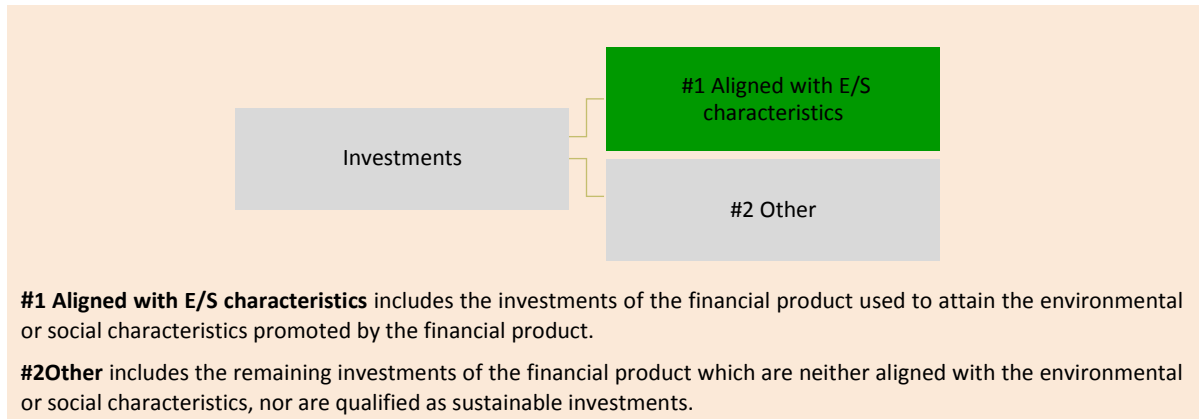 #1 Aligned with E/S
characteristics
Investments
#2 Other
#1 Aligned with E/S characteristics includes the investments of the financial product used to attain the environmental
or social characteristics promoted by the financial product.
#2Other includes the remaining investments of the financial product which are neither aligned with the environmental
or social characteristics, nor are qualified as sustainable investments.